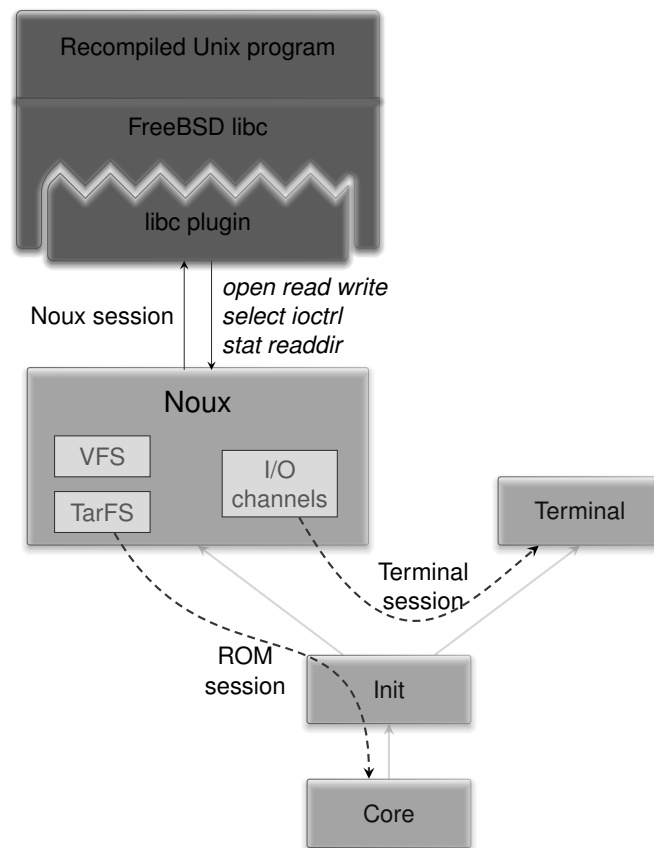 Recompiled Unix program
FreeBSD libc
libc plugin
Noux session
open read write
select ioctrl
stat readdir
Noux
VFS
TarFS
I/O
channels
Terminal
Terminal
session
ROM
session
Init
Core